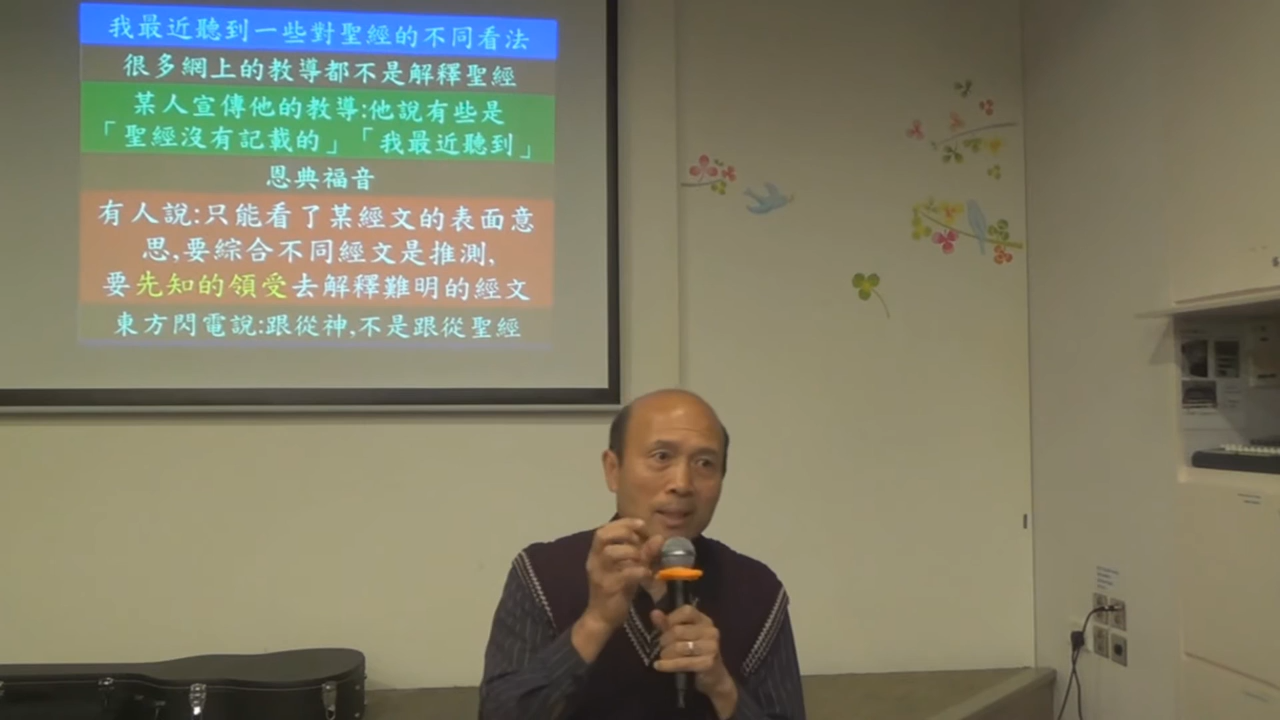 我最近聽到一些對聖經的不同看法
很多網上的教導都不是解釋聖經
某人宣傳他的教導:他說有些是
「聖經沒有記載的」「我最近聽到」
恩典福音
有人說:只能看了某經文的表面意
思,要綜合不同經文是推測,
要先知的領受去解釋難明的經文
東方閃電說:跟從神,不是跟從聖經